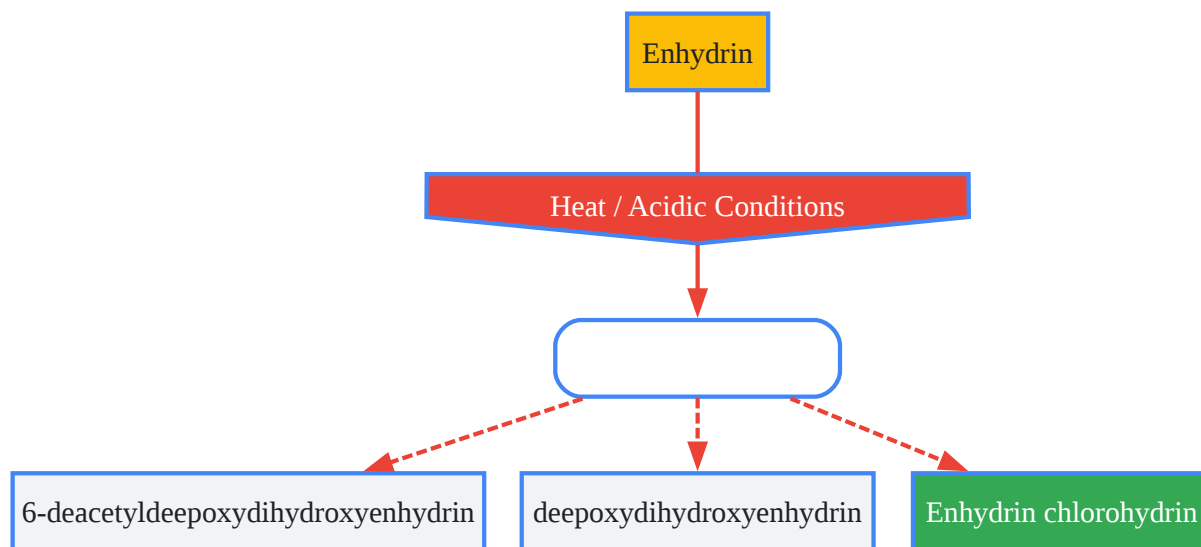 Enhydrin
Heat / Acidic Conditions
6-deacetyldeepoxydihydroxyenhydrin
deepoxydihydroxyenhydrin
Enhydrin chlorohydrin